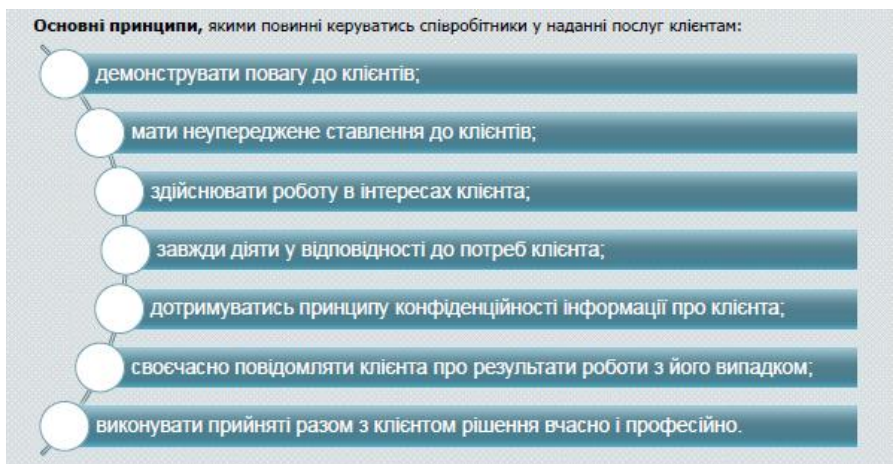 Основні принципи, якими повинні керуватись співробітники у наданні послуг клієнтам:
демонструвати повагу до клієнтів;
мати неупереджене ставлення до клієнтів;
здійснювати роботу в інтересах клієнта;
завжди діяти у відповідності до потреб клієнта;
дотримуватись принципу конфіденційності інформації про клієнта;
своєчасно повідомляти клієнта про результати роботи з його випадком;
виконувати прийняті разом з клієнтом рішення вчасно і професійно.